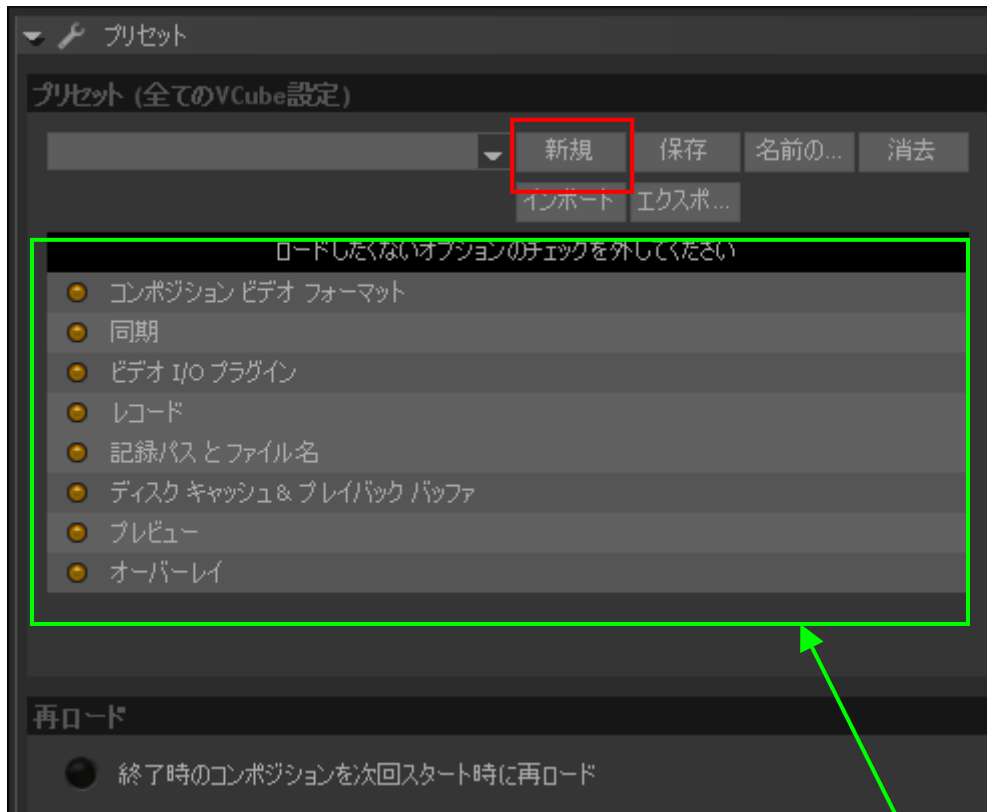 プリセット
プリセット (全てのVCube設定)
新規 保存 名前の... 消去
インポート エクスポ...
ロードしたくないオプションのチェックを外してください
コンポジション ビデオ フォーマット
同期
ビデオ I/O プラグイン
レコード
記録パス と ファイル名
ディスク キャッシュ & プレイバック バッファ
プレビュー
オーバーレイ
再ロード
終了時のコンポジションを次回スタート時に再ロード